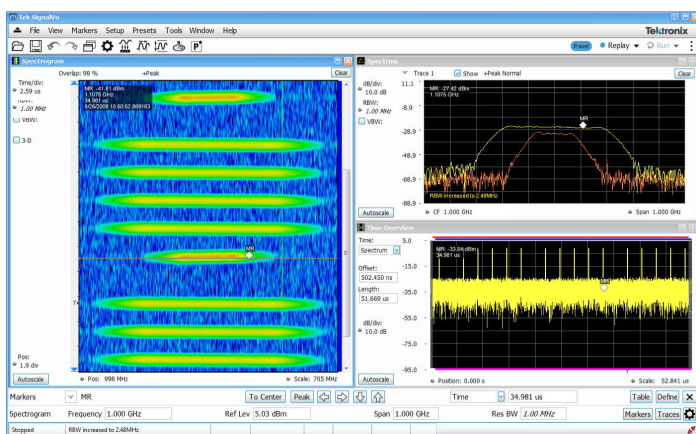 Tek SignalVu
File View Markers Setup Presets Tools Window Help
Tektronix
Preset Replay Run
Spectrogram
Time/div:
2.59 us
Overlap: 98 %
+Peak
Clear
1.00 MHz
VBW:
3-D
MR: -41.81 dBm
1.1075 GHz
34.981 us
8/26/2008 18:50:52.869163
MR
T
Pos:
1.9 div
Autoscale
Pos: 998 MHz
Scale: 705 MHz
Spectrum
dB/div:
10.0 dB
RBW:
1.00 MHz
VBW:
Trace 1
Show
+Peak Normal
Clear
11.1
-8.9
-28.9
-48.9
-68.9
-88.9
MR: -27.42 dBm
1.1075 GHz
MR
RBW increased to 2.48MHz
Autoscale
CF 1.000 GHz
Span 1.000 GHz
Time Overview
Time:
Spectrum
Offset:
502.450 ns
Length:
51.669 us
dB/div:
10.0 dB
5.0
-15.0
-35.0
-55.0
-75.0
-95.0
MR: -33.84 dBm
34.981 us
Autoscale
Position: 0.000 s
Scale: 52.841 us
Markers
MR
To Center
Peak
Time
34.981 us
Table
Define
Spectrogram
Frequency 1.000 GHz
Ref Lev 5.03 dBm
Span 1.000 GHz
Res BW 1.00 MHz
Markers
Traces
Stopped
RBW increased to 2.48MHz